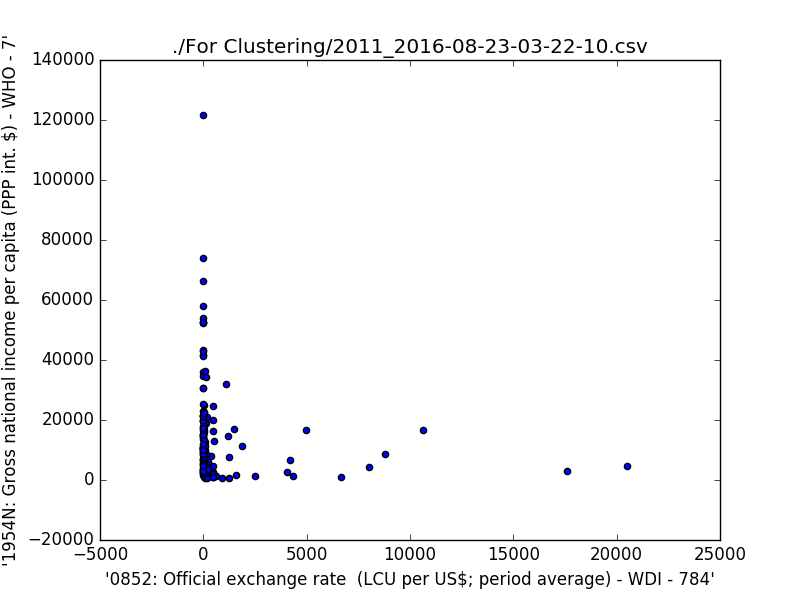 ./For Clustering/2011_2016-08-23-03-22-10.csv
'1954N: Gross national income per capita (PPP int. $) - WHO - 7'
140000
120000
100000
80000
60000
40000
20000
0
−20000
−5000 0 5000 10000 15000 20000 25000
'0852: Official exchange rate  (LCU per US$; period average) - WDI - 784'